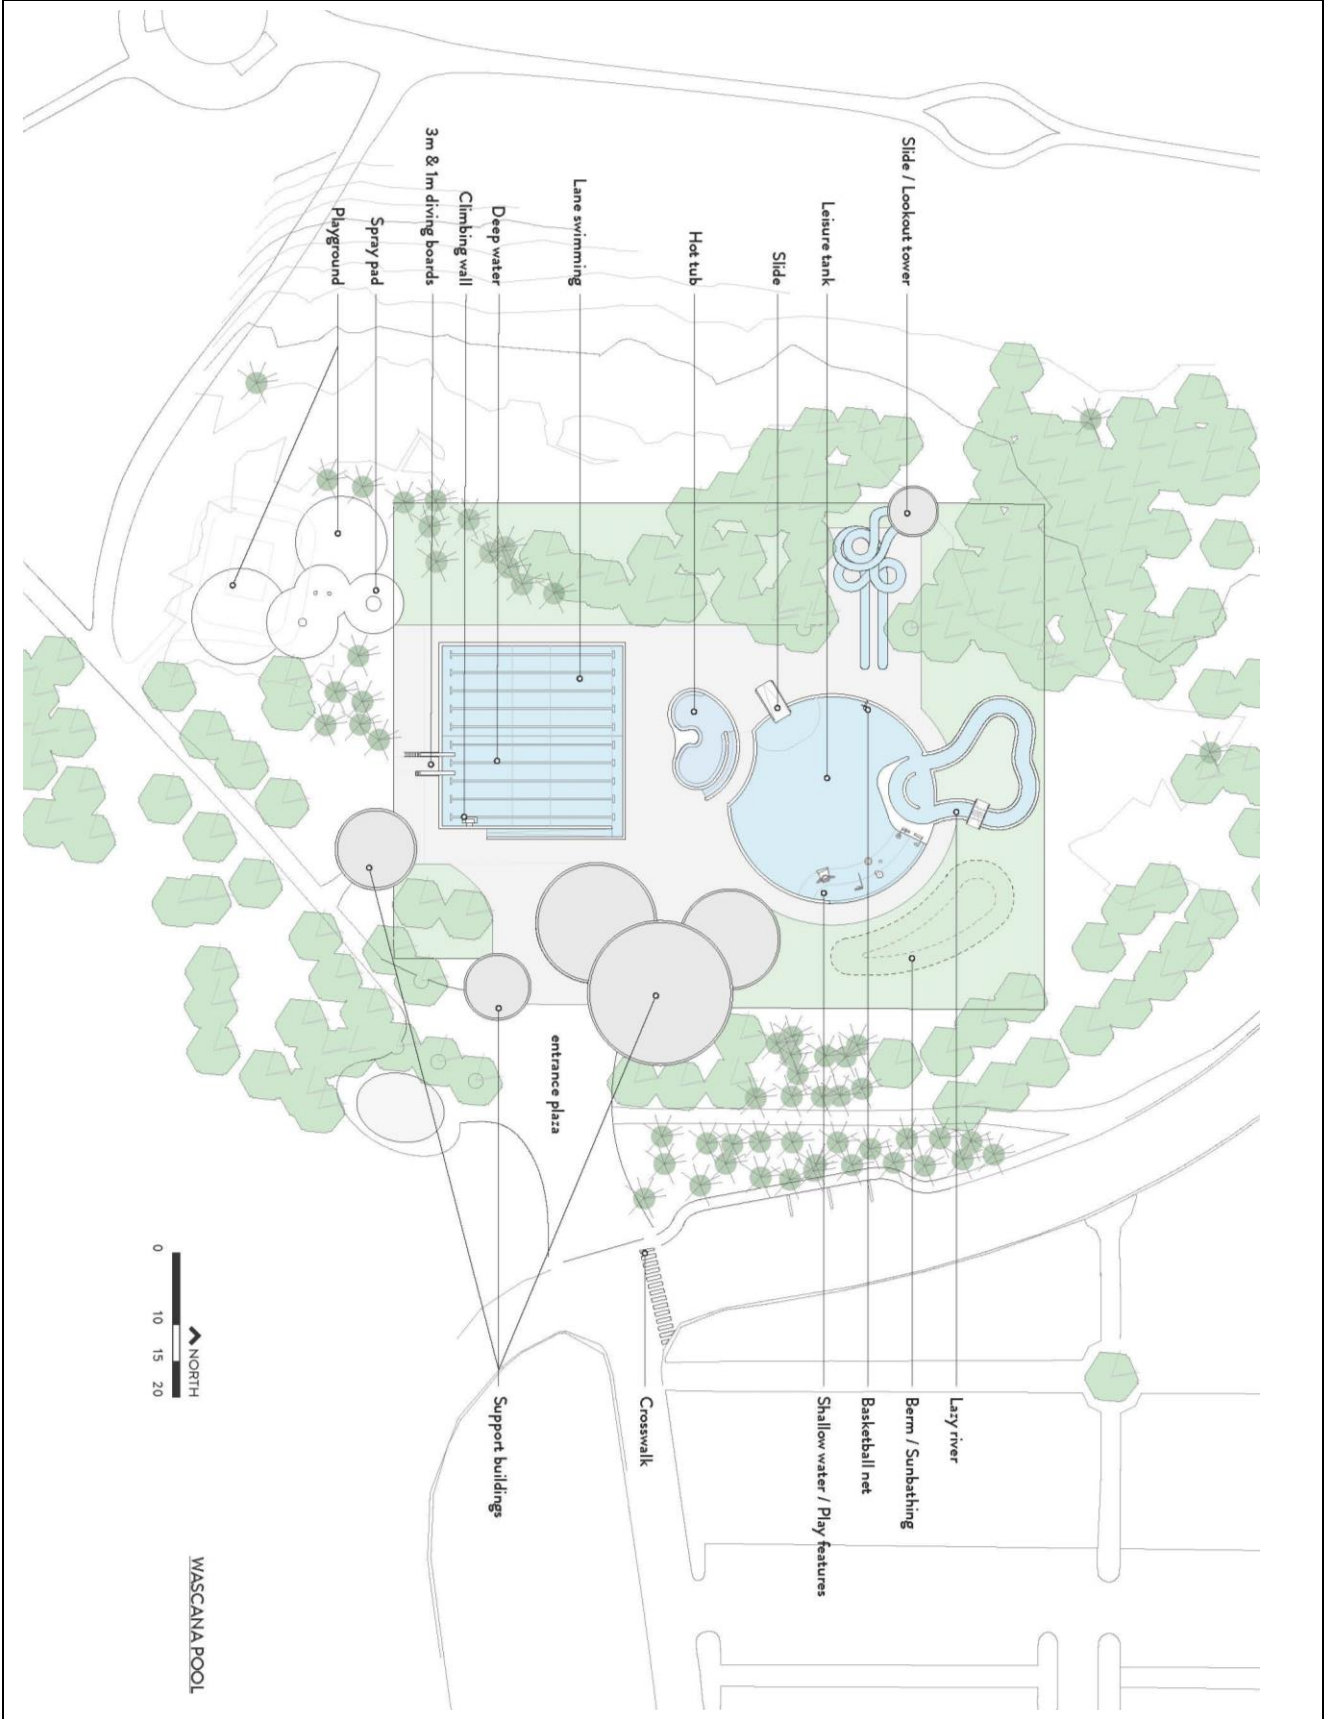 Slide / Lookout tower
Leisure tank
Slide
Hot tub
Lane swimming
Deep water
Climbing wall
3m & 1m diving boards
Spray pad
Playground
entrance plaza
Lazy river
Berm / Sunbathing
Basketball net
Shallow water / Play features
Crosswalk
Support buildings
NORTH
0 10 15 20
WASCANA POOL